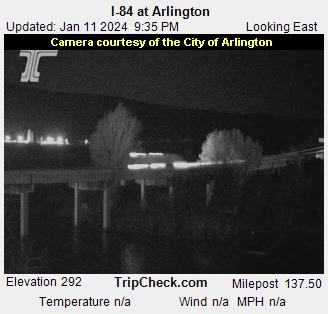 I-84 at Arlington
Updated: Jan 11 2024 9:35 PM Looking East
Camera courtesy of the City of Arlington
Elevation 292 TripCheck.com Milepost 137.50
Temperature n/a Wind n/a MPH n/a